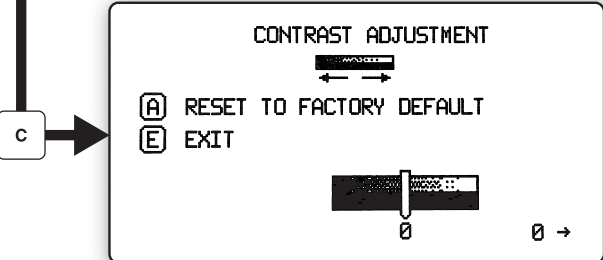 CONTRAST ADJUSTMENT
A RESET TO FACTORY DEFAULT
C
E EXIT
0
0 →